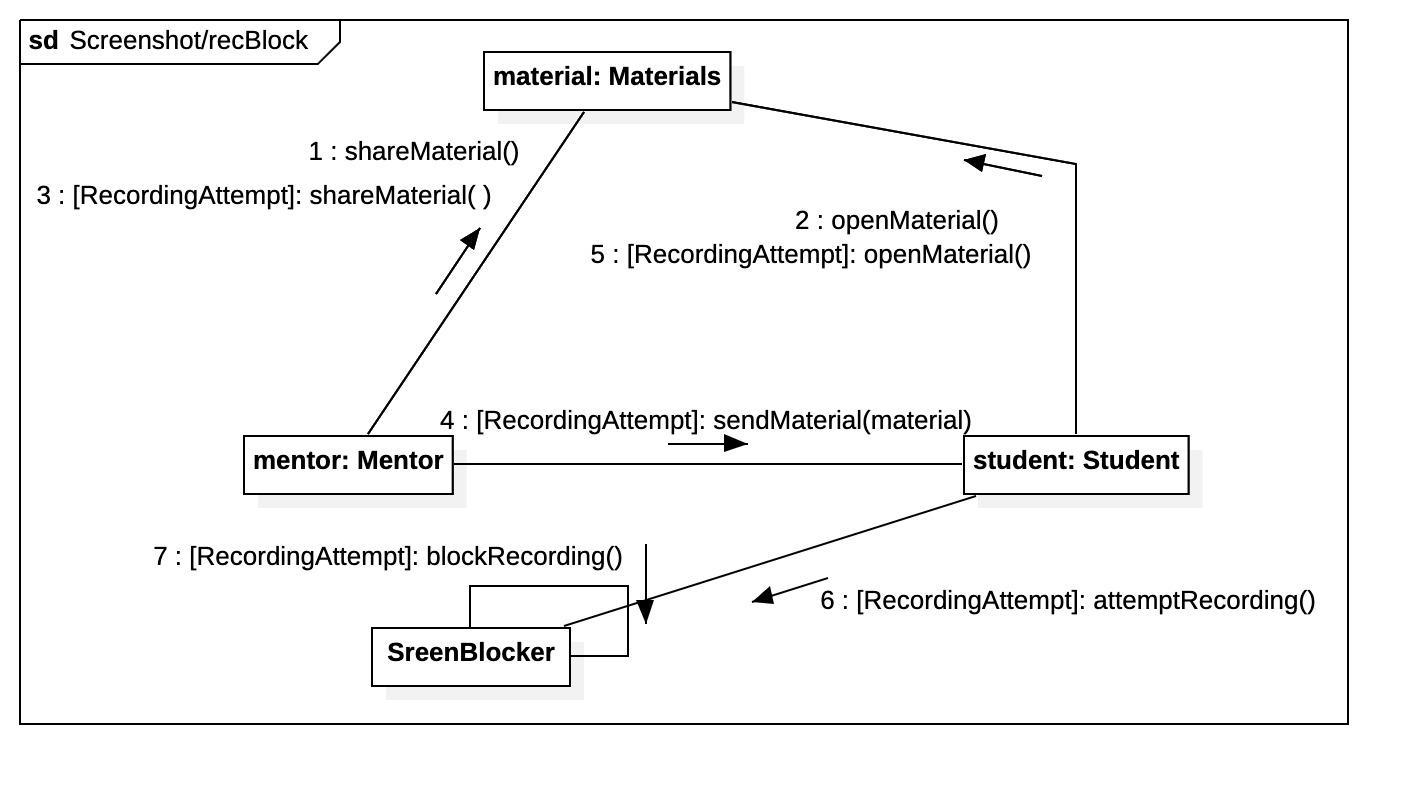 sd Screenshot/recBlock
material: Materials
1 : shareMaterial()
3 : [RecordingAttempt]: shareMaterial( )
2 : openMaterial()
5 : [RecordingAttempt]: openMaterial()
4 : [RecordingAttempt]: sendMaterial(material)
mentor: Mentor
student: Student
7 : [RecordingAttempt]: blockRecording()
6 : [RecordingAttempt]: attemptRecording()
SreenBlocker